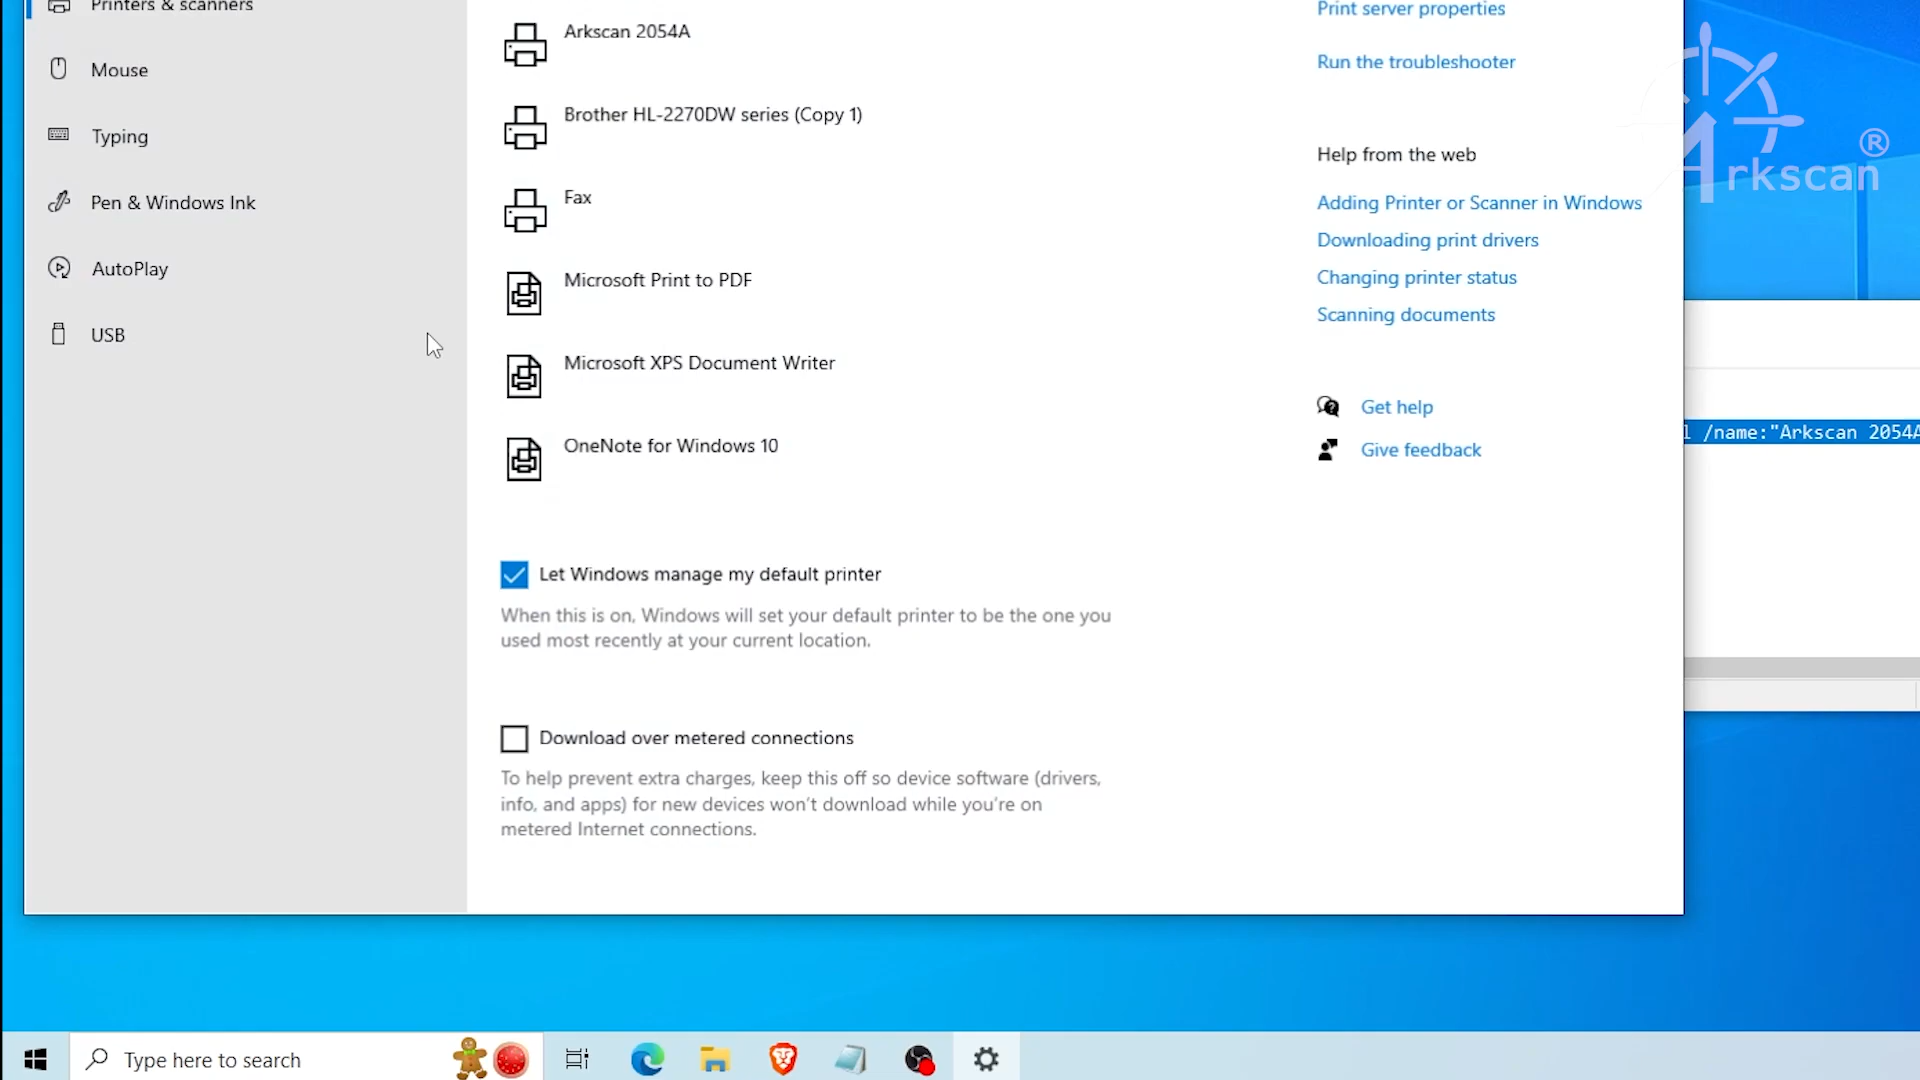 Printers & scanners
Mouse
Typing
Pen & Windows Ink
AutoPlay
USB
Arkscan 2054A
Brother HL-2270DW series (Copy 1)
Fax
Microsoft Print to PDF
Microsoft XPS Document Writer
OneNote for Windows 10
Let Windows manage my default printer
When this is on, Windows will set your default printer to be the one you
used most recently at your current location.
Download over metered connections
To help prevent extra charges, keep this off so device software (drivers,
info, and apps) for new devices won't download while you're on
metered Internet connections.
Print server properties
Run the troubleshooter
Help from the web
Adding Printer or Scanner in Windows
Downloading print drivers
Changing printer status
Scanning documents
Get help
Give feedback
Arkscan®
l /name:"Arkscan 2054A
Type here to search